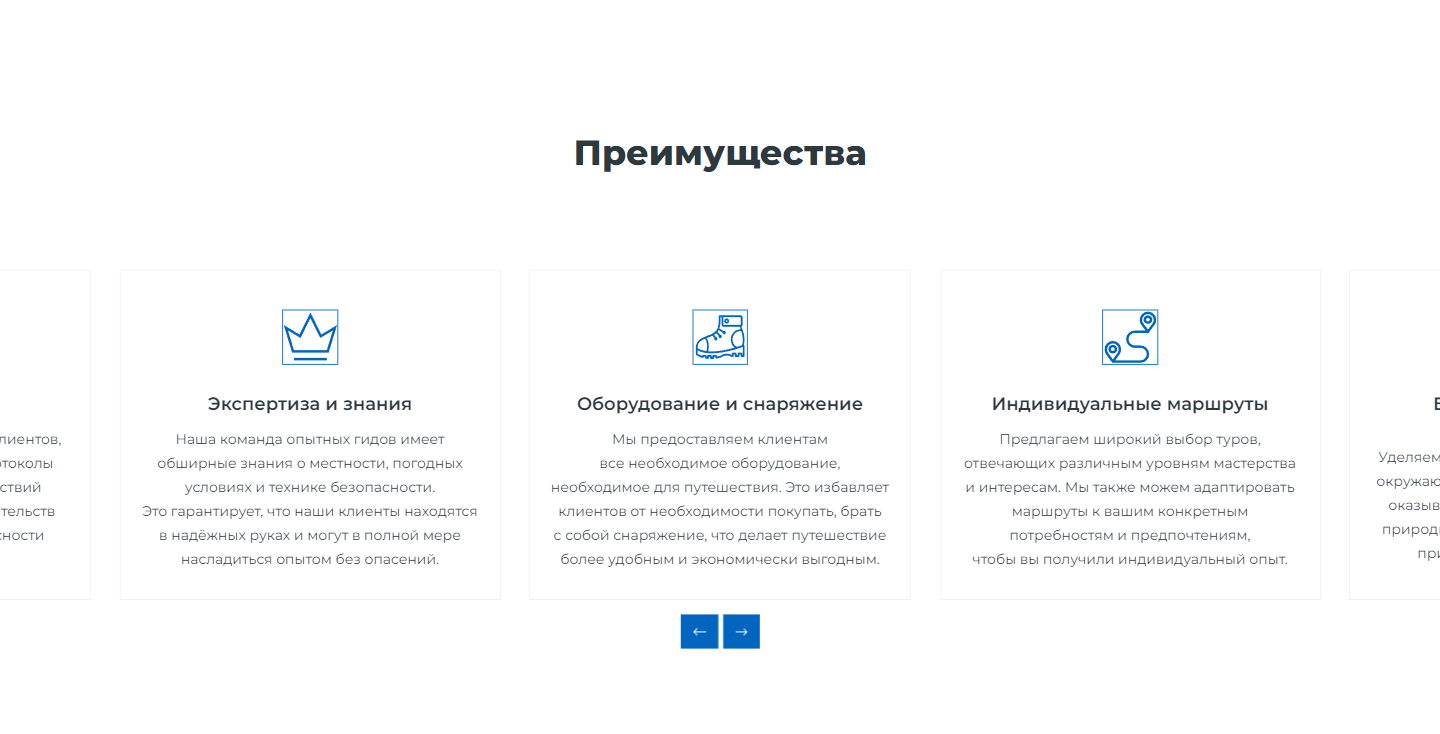 Преимущества
лиентов,
отоколы
ствий
тельств
сности
Экспертиза и знания
Наша команда опытных гидов имеет
обширные знания о местности, погодных
условиях и технике безопасности.
Это гарантирует, что наши клиенты находятся
в надёжных руках и могут в полной мере
насладиться опытом без опасений.
Оборудование и снаряжение
Мы предоставляем клиентам
все необходимое оборудование,
необходимое для путешествия. Это избавляет
клиентов от необходимости покупать, брать
с собой снаряжение, что делает путешествие
более удобным и экономически выгодным.
Индивидуальные маршруты
Предлагаем широкий выбор туров,
отвечающих различным уровням мастерства
и интересам. Мы также можем адаптировать
маршруты к вашим конкретным
потребностям и предпочтениям,
чтобы вы получили индивидуальный опыт.
Уделяем
окружаю
оказыв
природ
при
← →